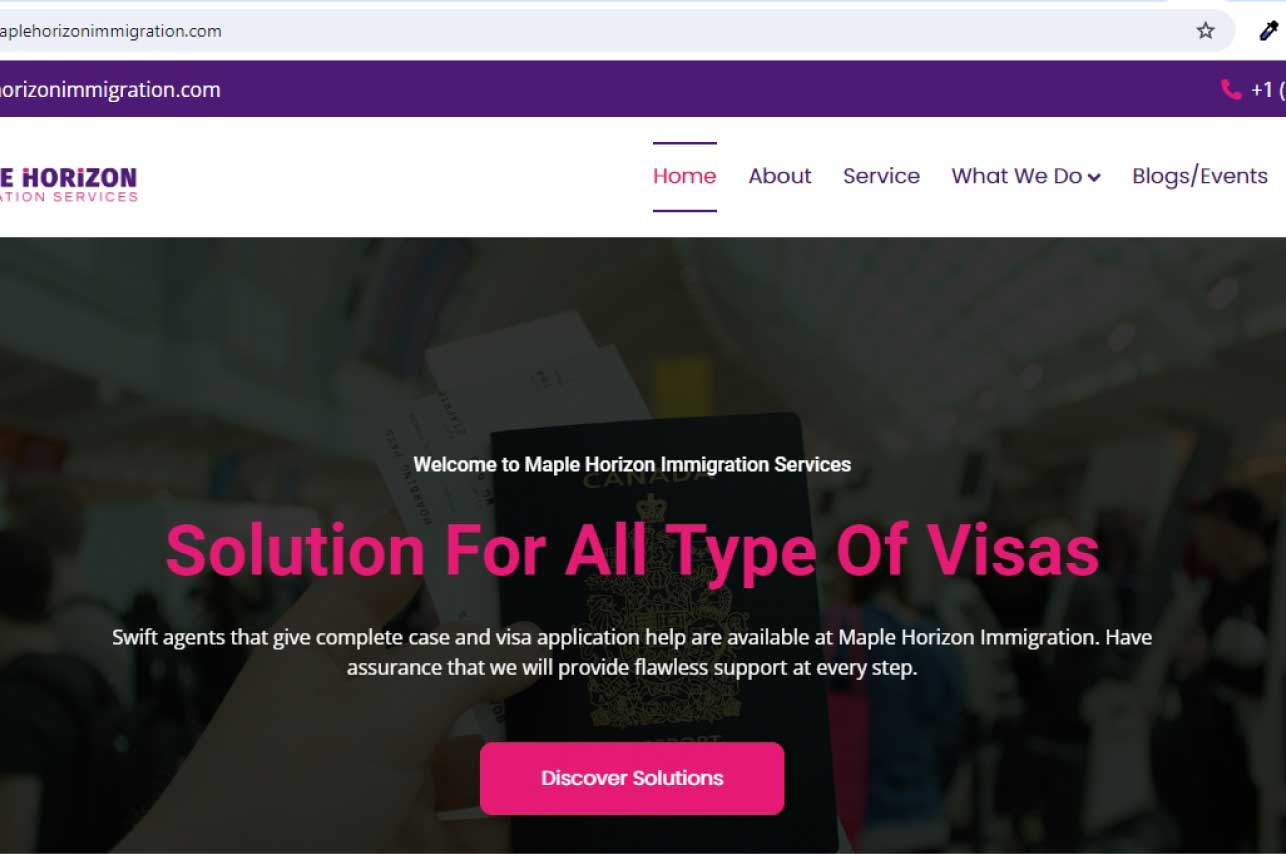 aplehorizonimmigration.com
orizonimmigration.com
+1 (
E HORIZON
ATION SERVICES
Home
About
Service
What We Do
Blogs/Events
BOARDING PASS
CANADA
Welcome to Maple Horizon Immigration Services
Solution For All Type Of Visas
Swift agents that give complete case and visa application help are available at Maple Horizon Immigration. Have
assurance that we will provide flawless support at every step.
Discover Solutions